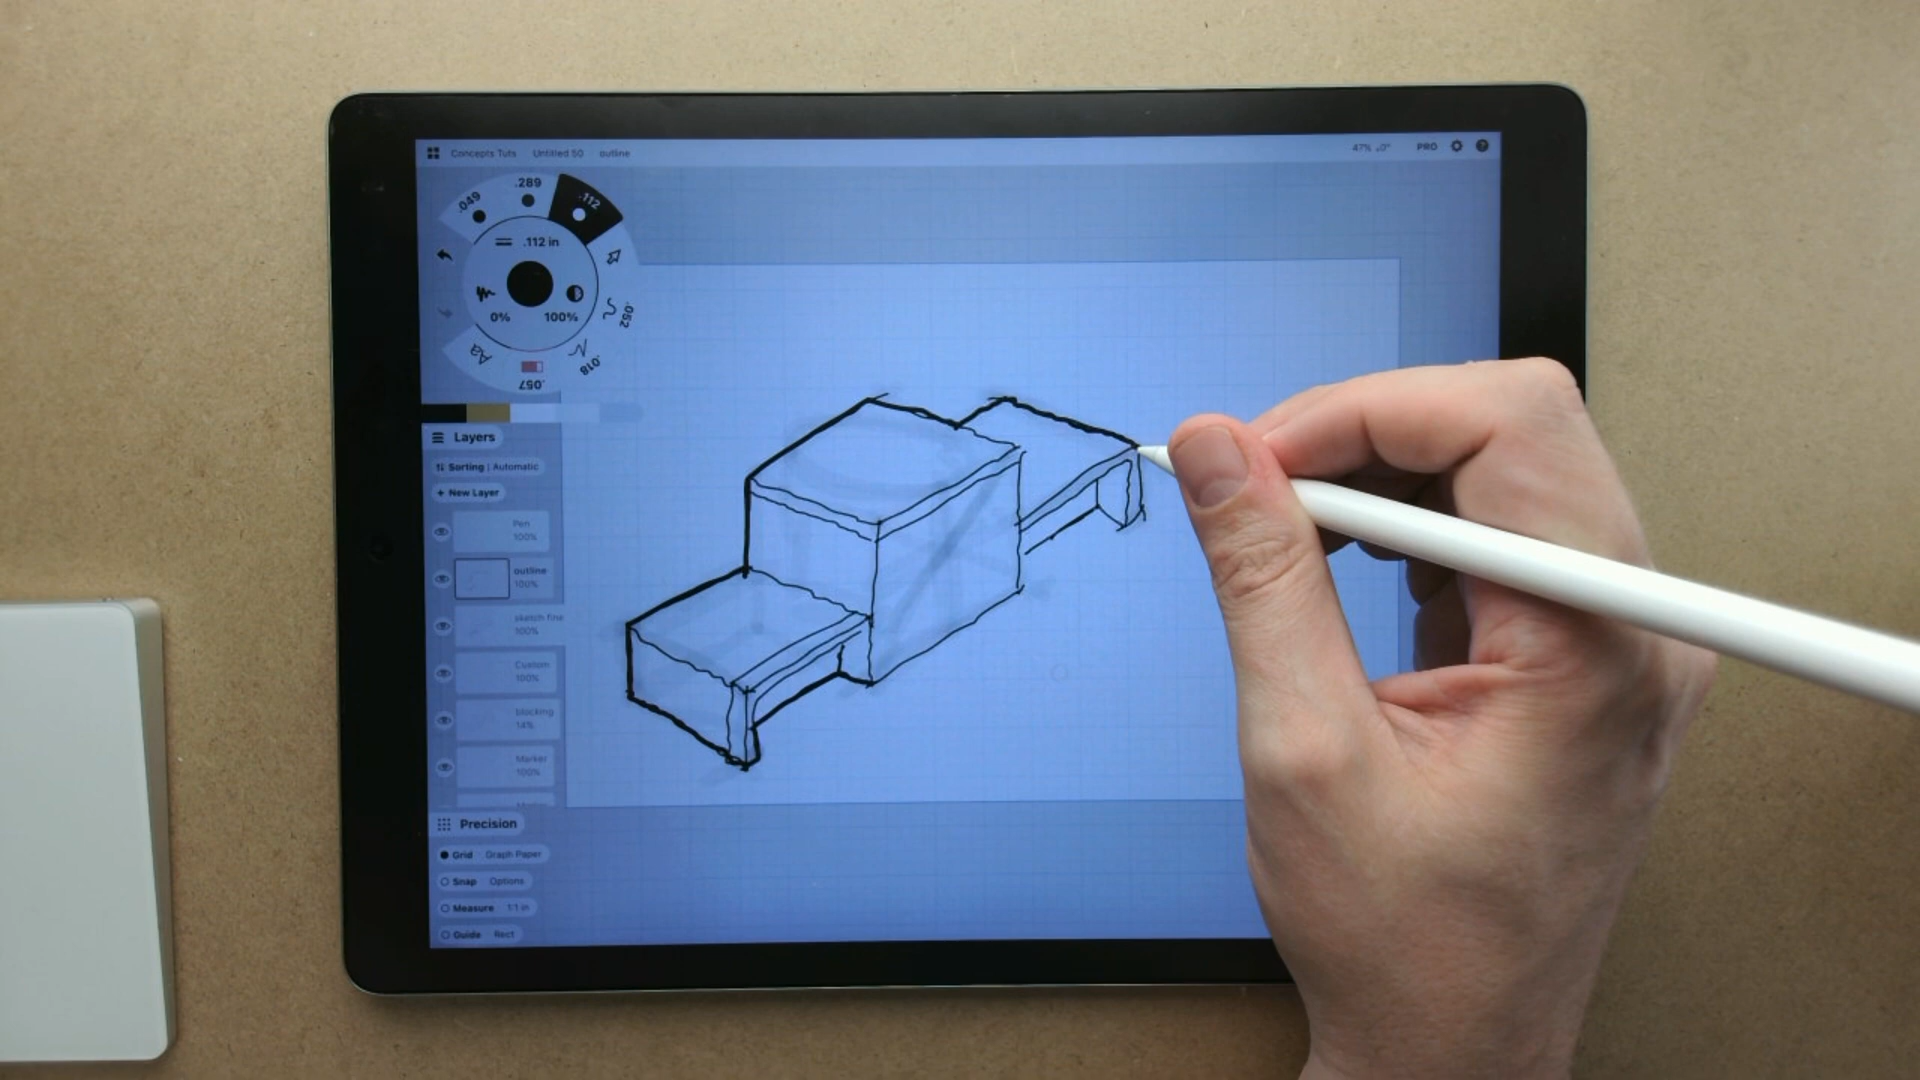 Concepts Tuts Untitled 50 outline 47% 0° PRO ?
.049 .289 .112
.112 in
0% 100%
.052
.018
.057
Aa
Layers
Sorting | Automatic
+ New Layer
Pen
100%
outline
100%
sketch fine
100%
Custom
100%
blocking
14%
Marker
100%
Precision
Grid Graph Paper
Snap Options
Measure 1:1 in
Guide Rect